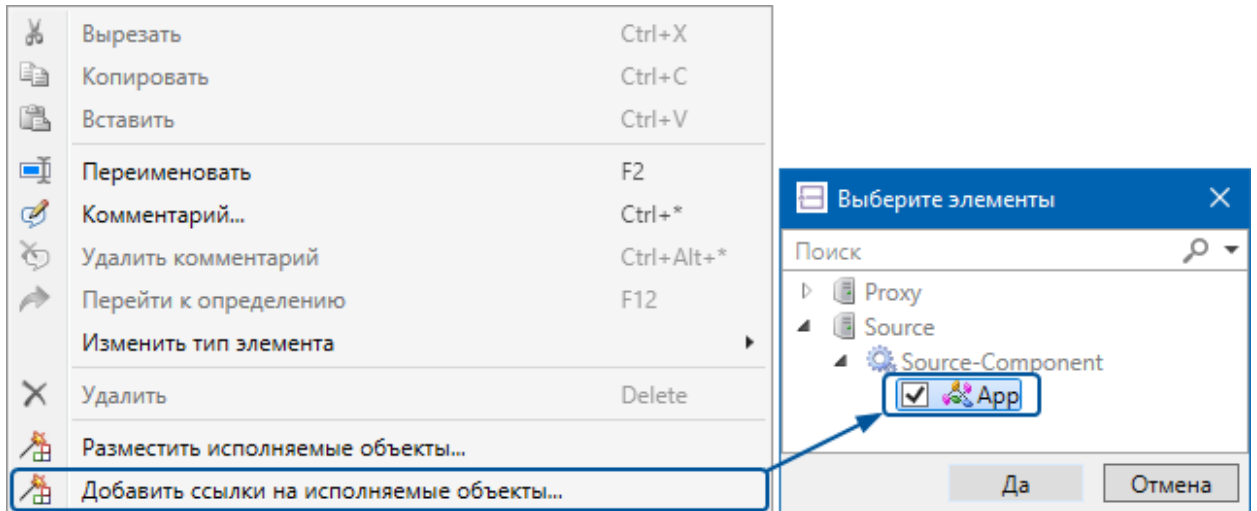 Вырезать Ctrl+X
Копировать Ctrl+C
Вставить Ctrl+V
Переименовать F2
Комментарий... Ctrl+*
Удалить комментарий Ctrl+Alt+*
Перейти к определению F12
Изменить тип элемента
Удалить Delete
Разместить исполняемые объекты...
Добавить ссылки на исполняемые объекты...
Выберите элементы
Поиск
Proxy
Source
Source-Component
App
Да Отмена